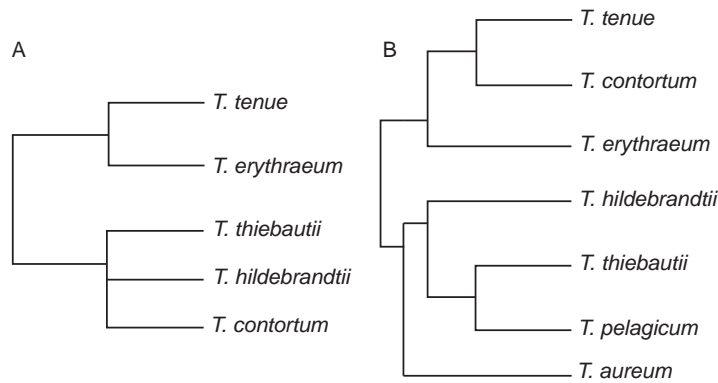 A
T. tenue
T. erythraeum
T. thiebautii
T. hildebrandtii
T. contortum
B
T. tenue
T. contortum
T. erythraeum
T. hildebrandtii
T. thiebautii
T. pelagicum
T. aureum